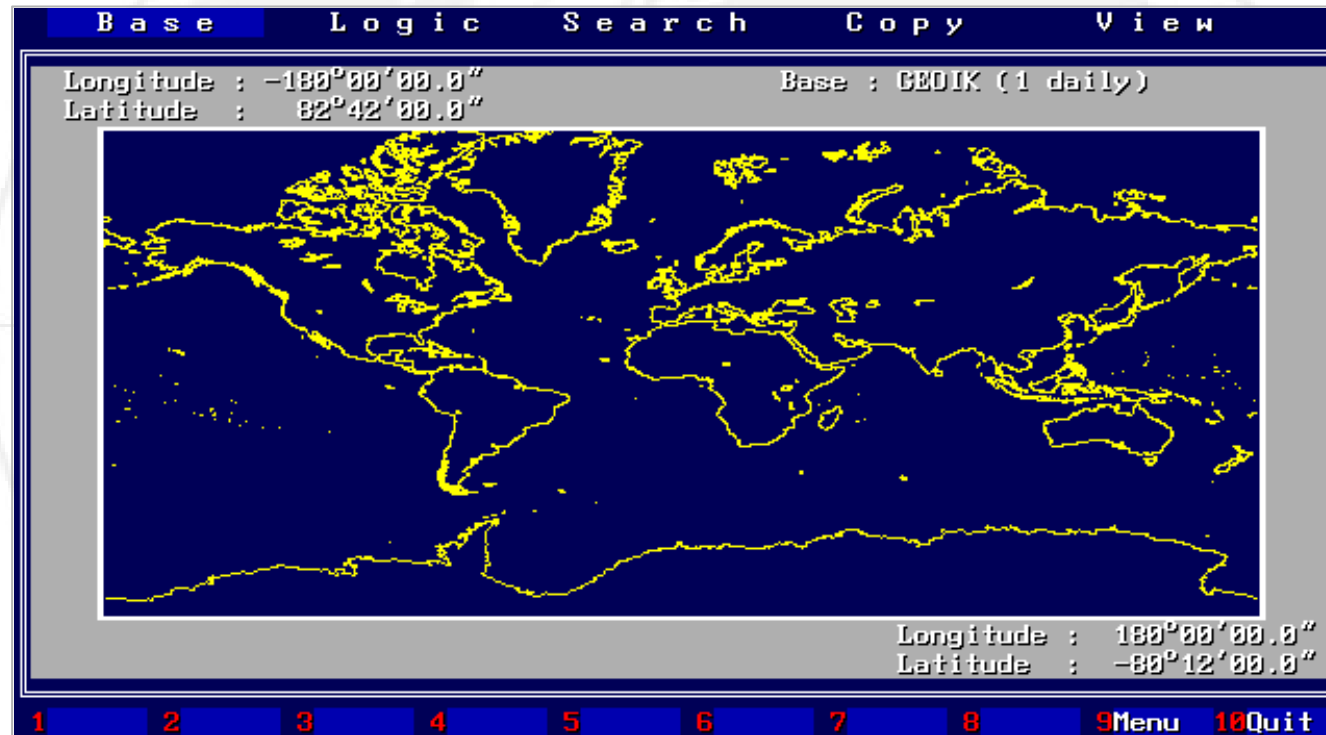 Base Logic Search Copy View
Longitude : -180°00'00.0" Base : GEOIK (1 daily)
Latitude : 82°42'00.0"
Longitude : 180°00'00.0"
Latitude : -80°12'00.0"
1 2 3 4 5 6 7 8 9Menu 10Quit